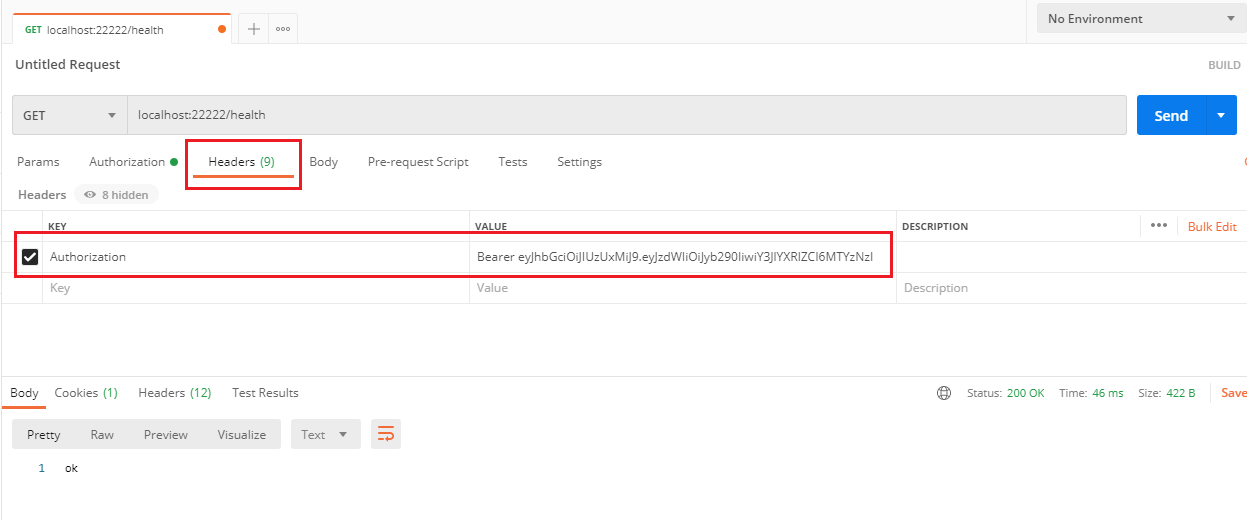 GET localhost:22222/health
No Environment
Untitled Request
BUILD
GET localhost:22222/health Send
Params Authorization Headers (9) Body Pre-request Script Tests Settings
Headers 8 hidden
KEY VALUE DESCRIPTION Bulk Edit
Authorization Bearer eyJhbGciOiJIUzUxMiJ9.eyJzdWIiOiJyb290IiwiY3JlYXRlZCI6MTYzNzI
Key Value Description
Body Cookies (1) Headers (12) Test Results Status: 200 OK Time: 46 ms Size: 422 B Save
Pretty Raw Preview Visualize Text
1 ok